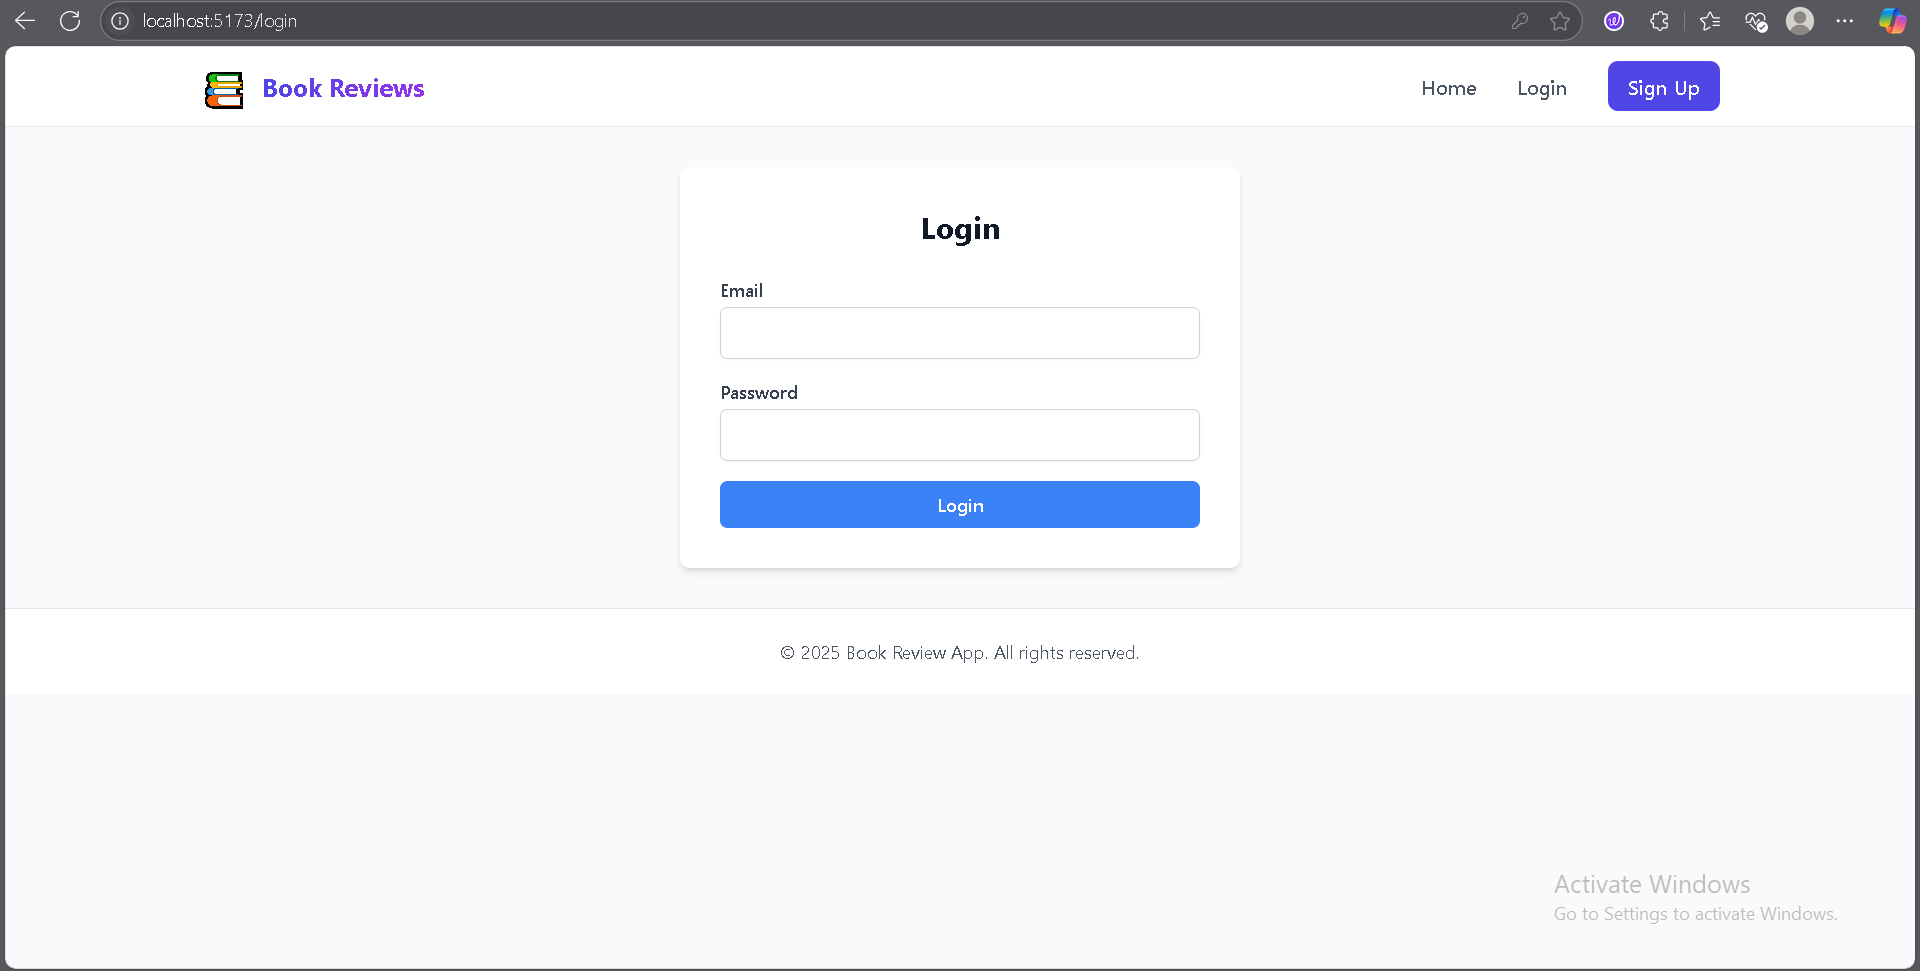 localhost:5173/login
Book Reviews
Home
Login
Sign Up
Login
Email
Password
Login
© 2025 Book Review App. All rights reserved.
Activate Windows
Go to Settings to activate Windows.